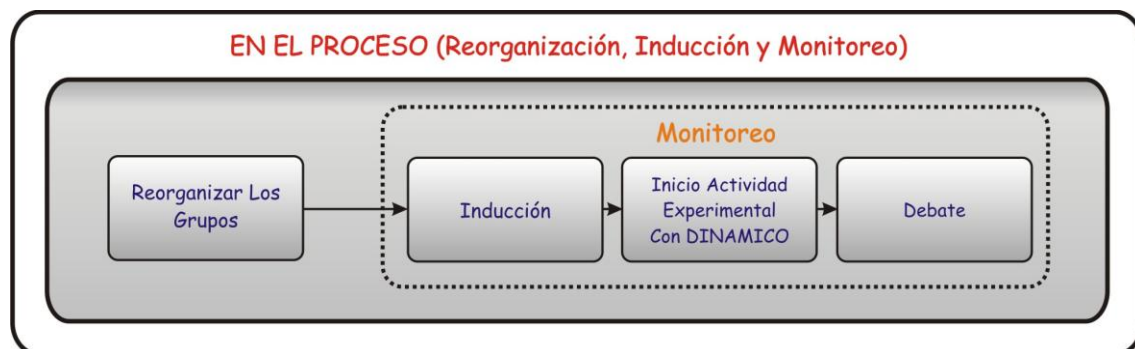 EN EL PROCESO (Reorganización, Inducción y Monitoreo)
Monitoreo
Reorganizar Los
Grupos
Inducción
Inicio Actividad
Experimental
Con DINAMICO
Debate